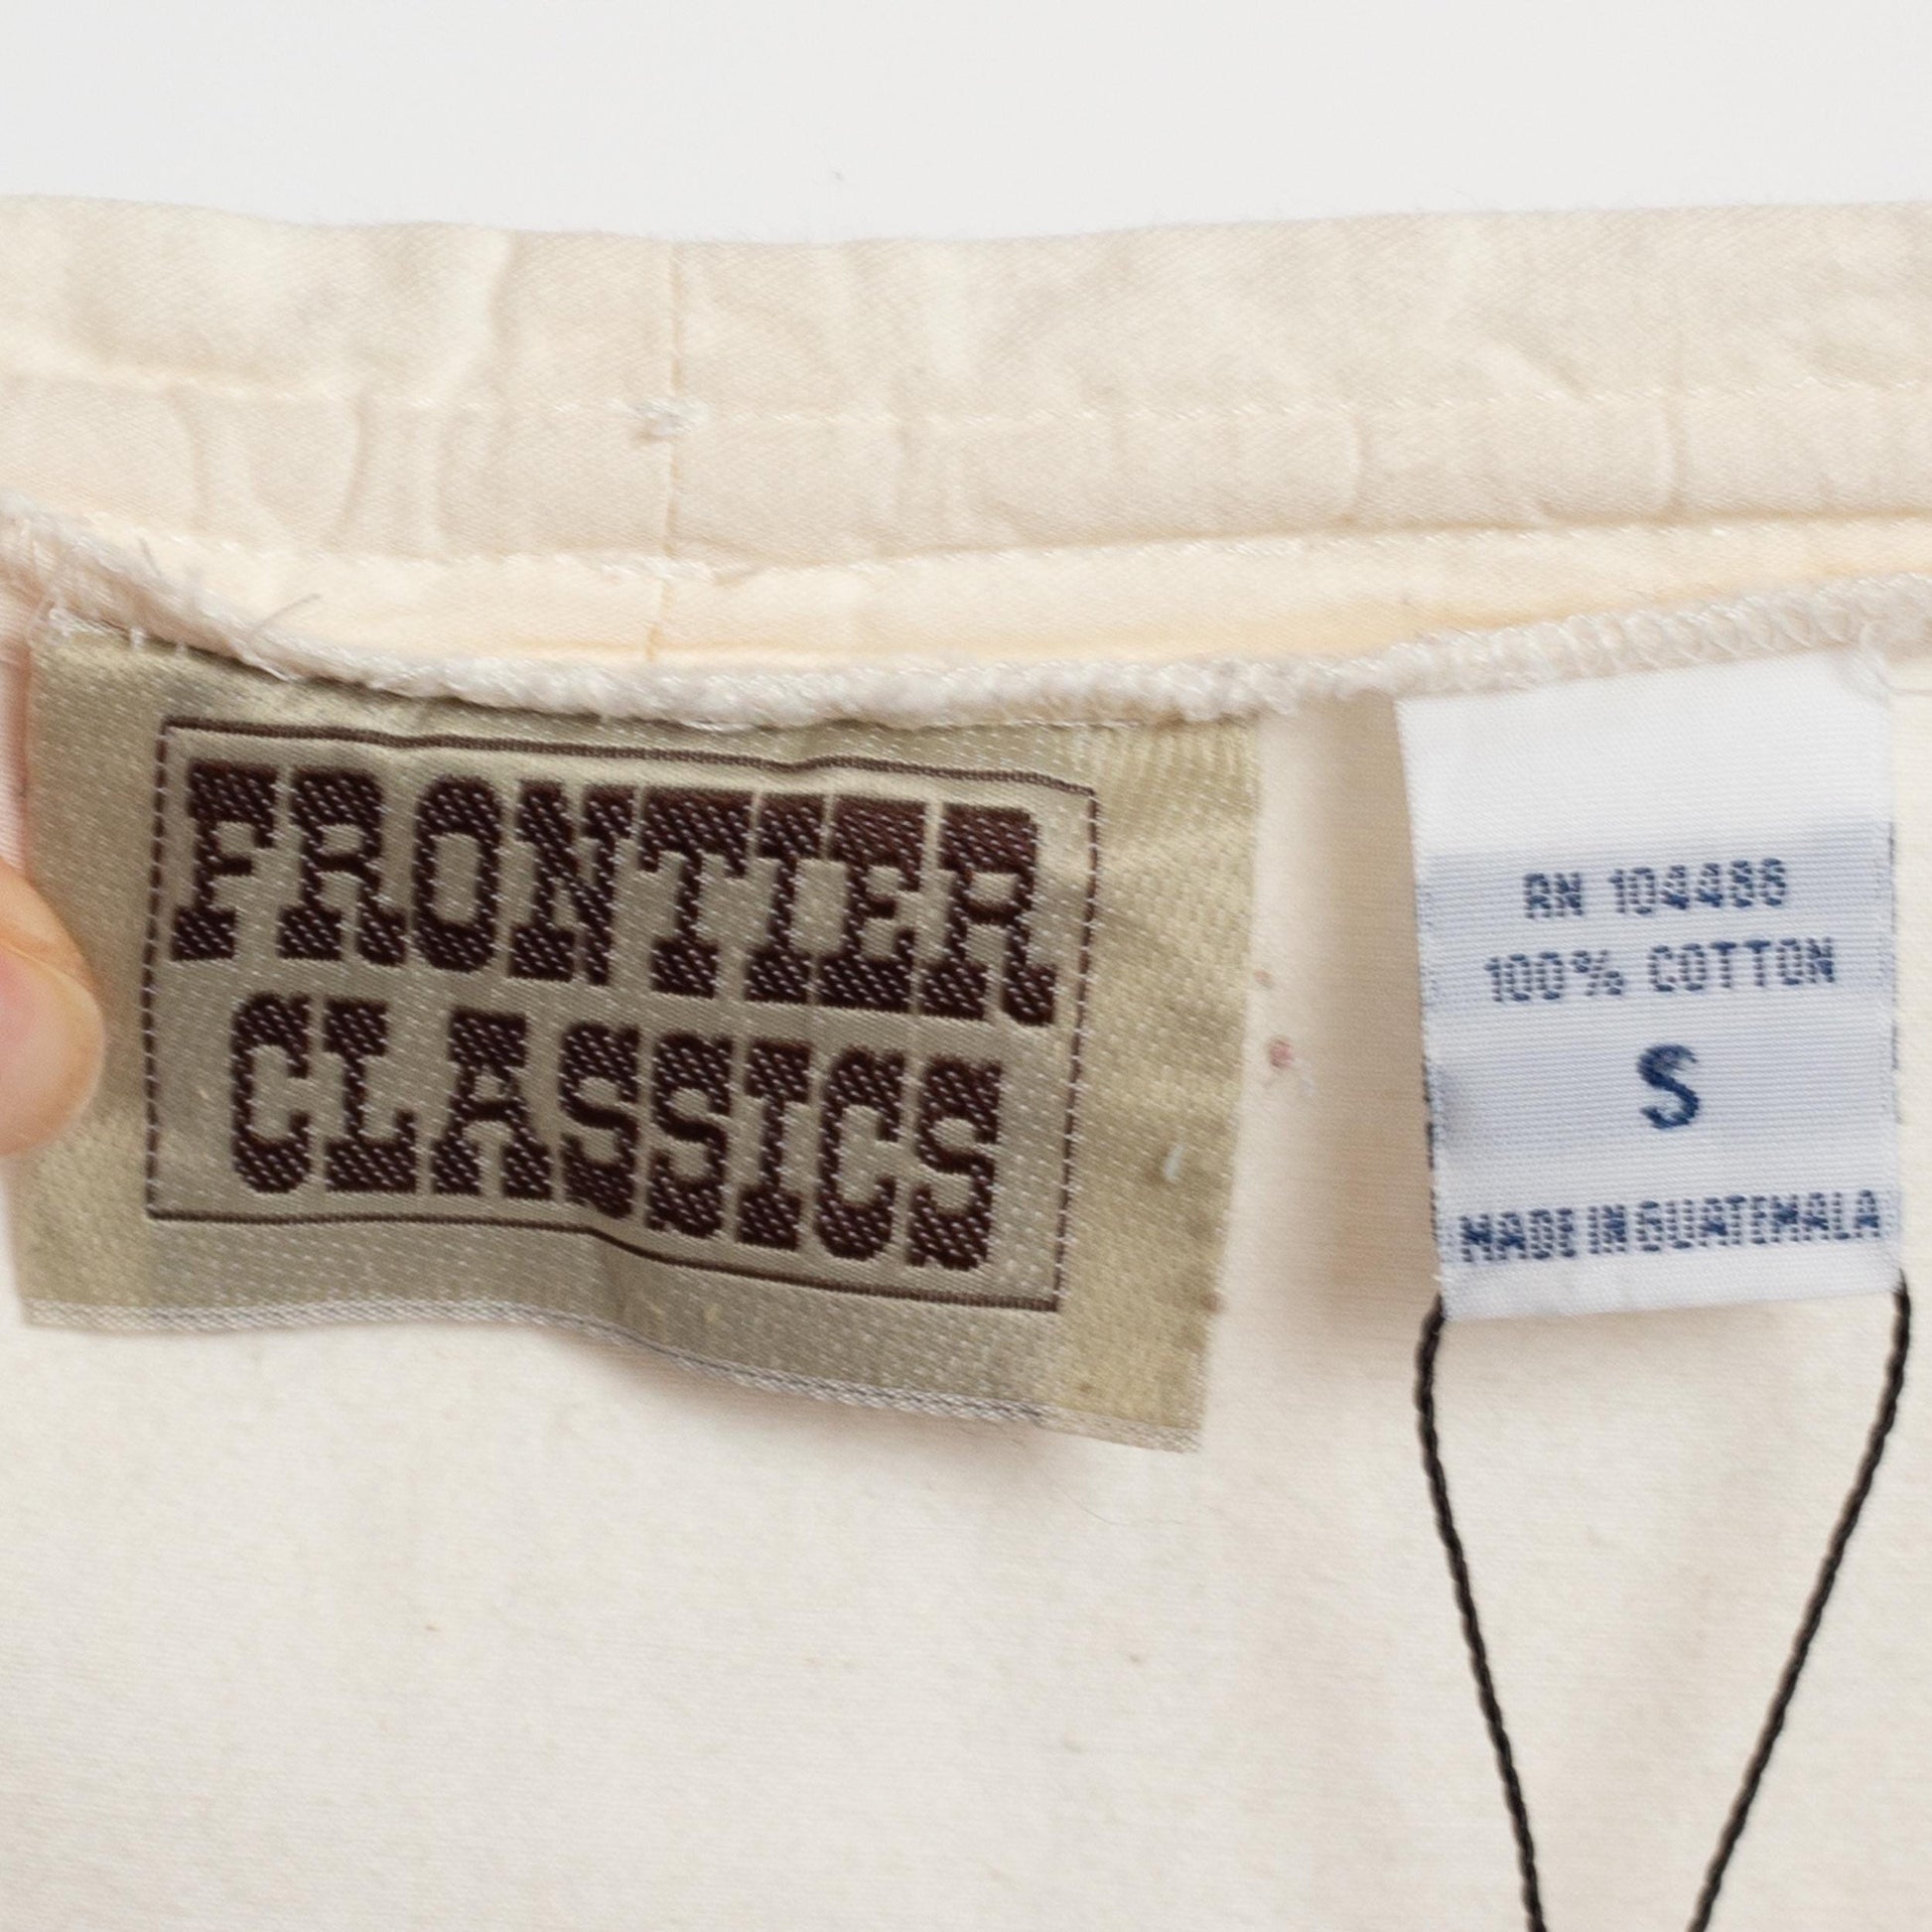 FRONTIER
CLASSICS
RN 104486
100% COTTON
S
MADE IN GUATEMALA